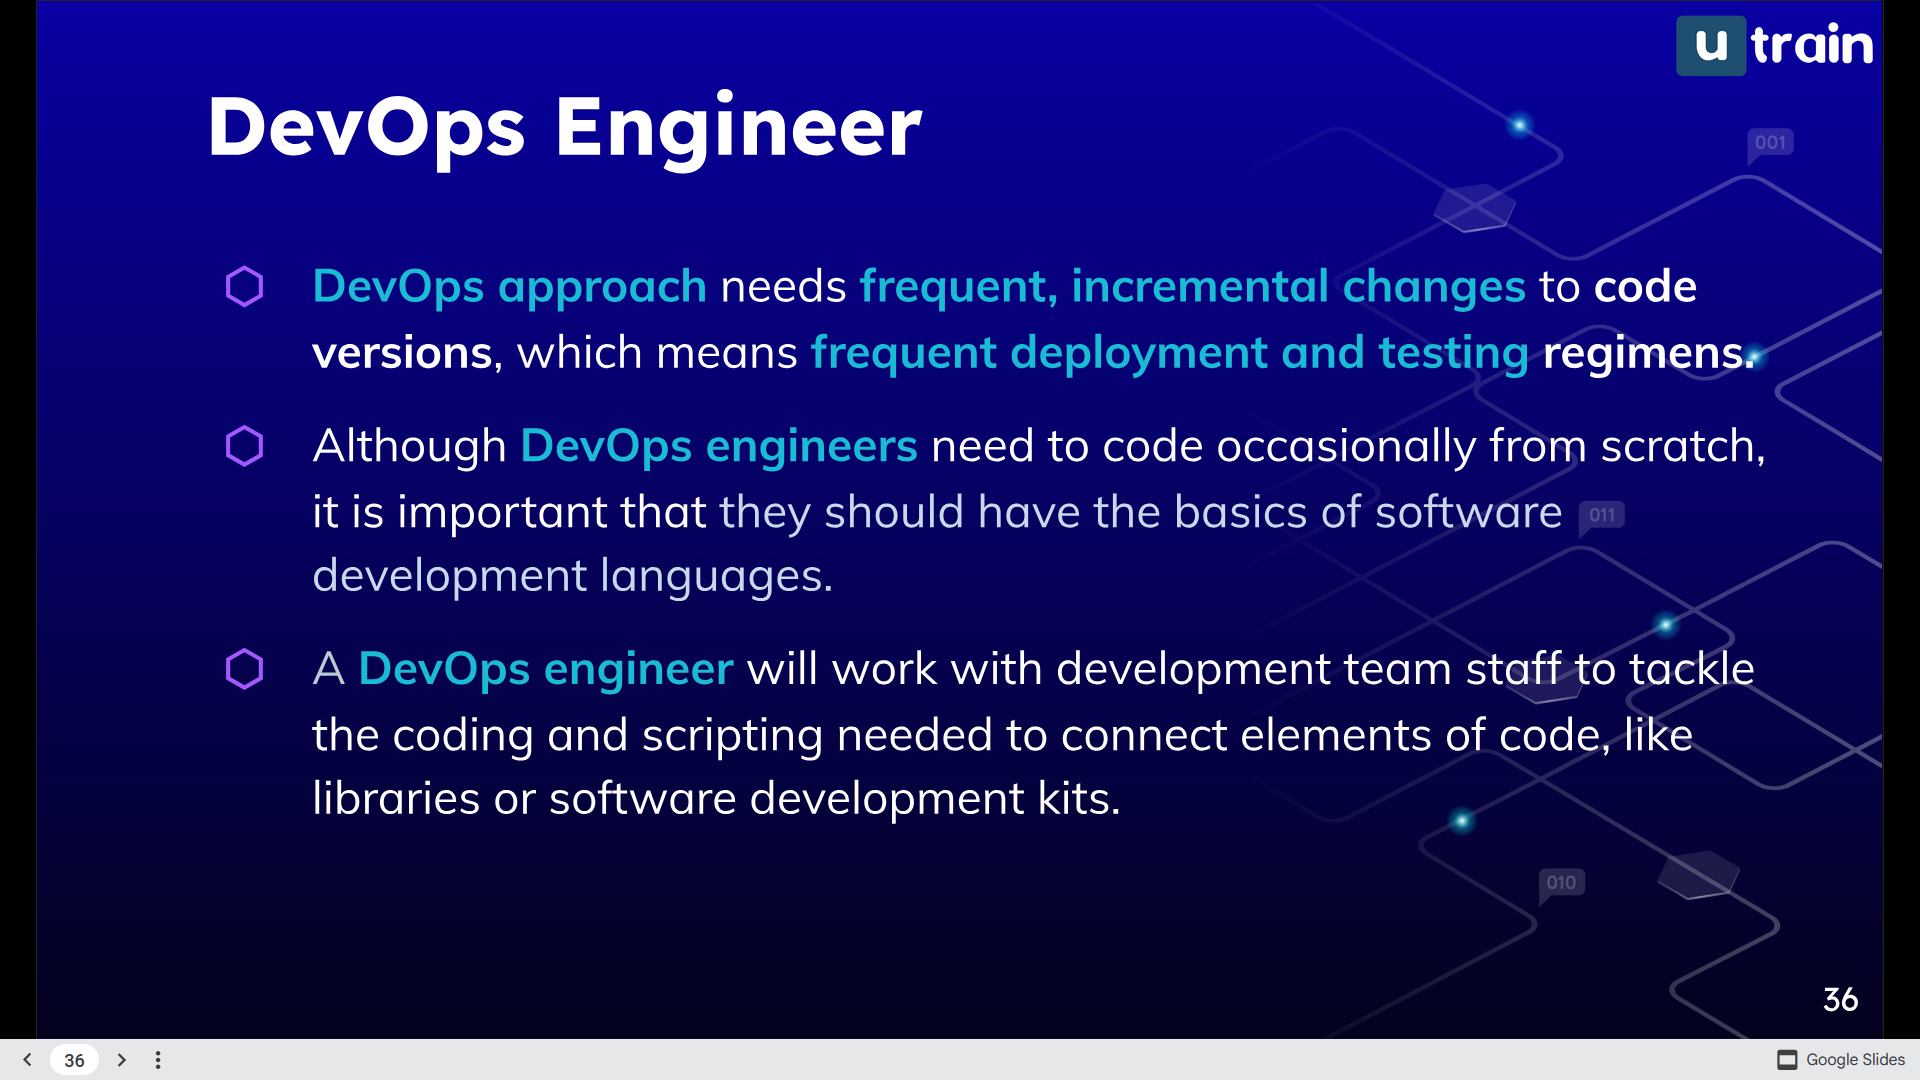 u train
DevOps Engineer
001
DevOps approach needs frequent, incremental changes to code
versions, which means frequent deployment and testing regimens.
Although DevOps engineers need to code occasionally from scratch,
it is important that they should have the basics of software
011
development languages.
A DevOps engineer will work with development team staff to tackle
the coding and scripting needed to connect elements of code, like
libraries or software development kits.
010
36
36
Google Slides